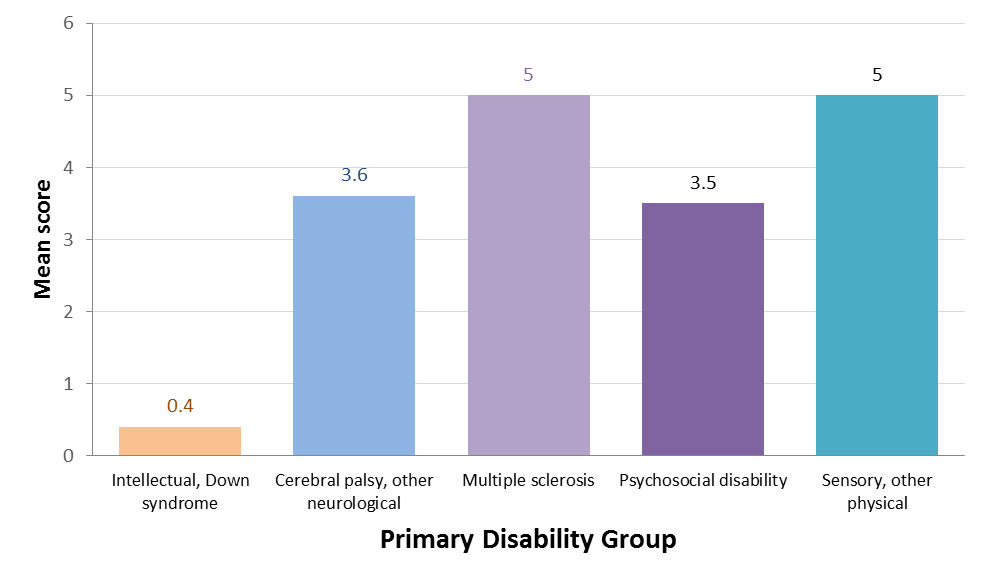 6
5
4
3
2
1
0
Mean score
0.4
3.6
5
3.5
5
Intellectual, Down
syndrome
Cerebral palsy, other
neurological
Multiple sclerosis
Psychosocial disability
Sensory, other
physical
Primary Disability Group